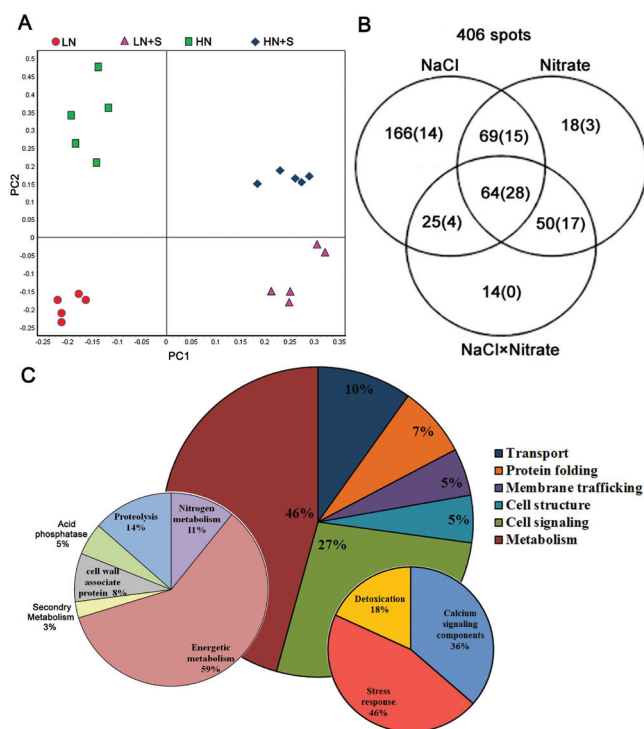 A
LN
LN+S
HN
HN+S
0.5
0.45
0.4
0.35
0.3
0.25
0.2
0.15
0.1
0.05
0
-0.05
-0.1
-0.15
-0.2
-0.25
PC2
-0.25 -0.2 -0.15 -0.1 -0.05 0 0.05 0.1 0.15 0.2 0.25 0.3 0.35
PC1
B
406 spots
NaCl
Nitrate
166(14)
69(15)
18(3)
64(28)
25(4)
50(17)
14(0)
NaCl×Nitrate
C
10%
7%
5%
5%
27%
46%
Transport
Protein folding
Membrane trafficking
Cell structure
Cell signaling
Metabolism
Proteolysis
14%
Nitrogen
metabolism
11%
Acid
phosphatase
5%
cell wall
associate
protein 8%
Secondry
Metabolism
3%
Energetic
metabolism
59%
Detoxication
18%
Calcium
signaling
components
36%
Stress
response
46%